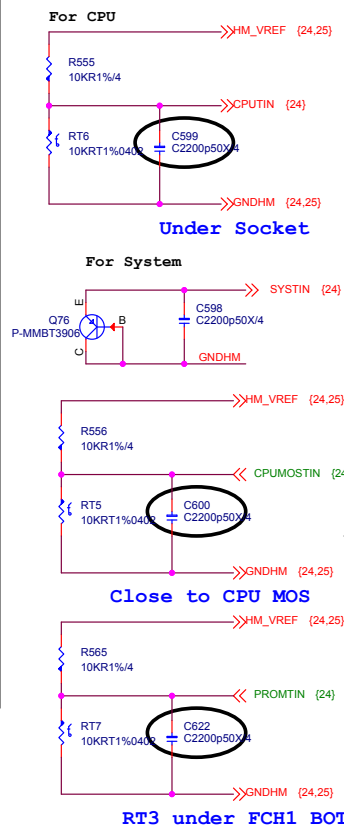 For CPU
HM_VREF {24,25}
R555
10KR1%/4
CPUTIN {24}
RT6
10KRT1%0402
C599
C2200p50X/4
GNDHM {24,25}
Under Socket
For System
SYSTIN {24}
E
Q76
P-MMBT3906
B
C
C598
C2200p50X/4
GNDHM
HM_VREF {24,25}
R556
10KR1%/4
CPUMOSTIN {24
RT5
10KRT1%0402
C600
C2200p50X/4
GNDHM {24,25}
Close to CPU MOS
HM_VREF {24,25}
R565
10KR1%/4
PROMTIN {24}
RT7
10KRT1%0402
C622
C2200p50X/4
GNDHM {24,25}
RT3 under FCH1 BOT